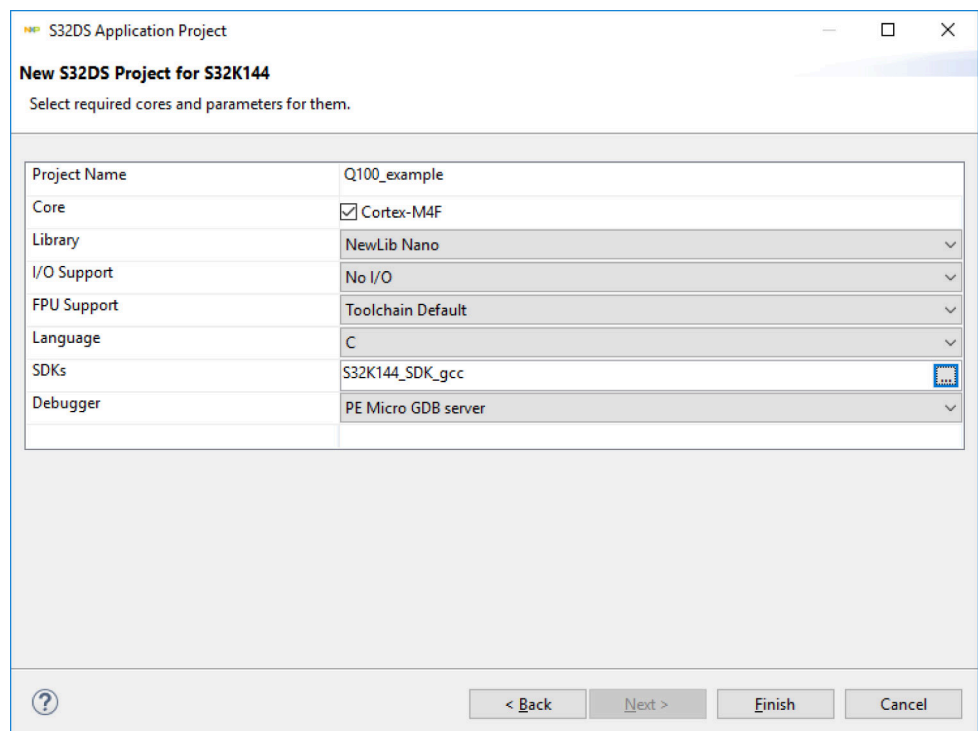 NXP S32DS Application Project
New S32DS Project for S32K144
Select required cores and parameters for them.
Project Name Q100_example
Core Cortex-M4F
Library NewLib Nano
I/O Support No I/O
FPU Support Toolchain Default
Language C
SDKs S32K144_SDK_gcc ...
Debugger PE Micro GDB server
? < Back Next > Finish Cancel